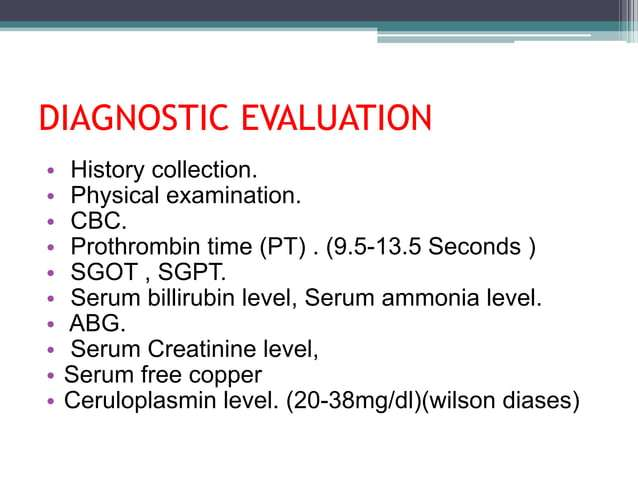 DIAGNOSTIC EVALUATION
• History collection.
• Physical examination.
• CBC.
• Prothrombin time (PT) . (9.5-13.5 Seconds )
• SGOT , SGPT.
• Serum billirubin level, Serum ammonia level.
• ABG.
• Serum Creatinine level,
• Serum free copper
• Ceruloplasmin level. (20-38mg/dl)(wilson diases)